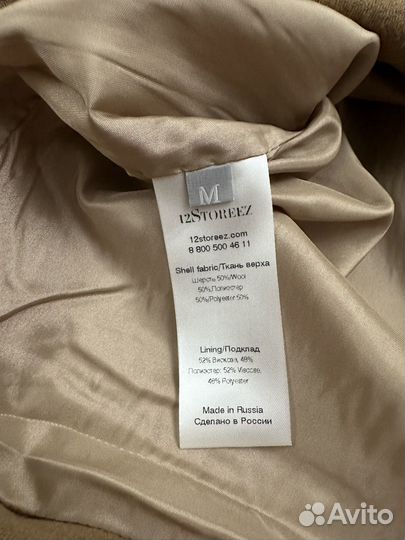 M
12STOREEZ
12storeez.com
8 800 500 46 11
Shell fabric/Ткань верха
Шерсть 50%/Wool
50%,Полиэстер
50%/Polyester 50%
Lining/Подклад
52% Вискоза, 48%
Полиэстер: 52% Viscose,
48% Polyester
Made in Russia
Сделано в России
Avito